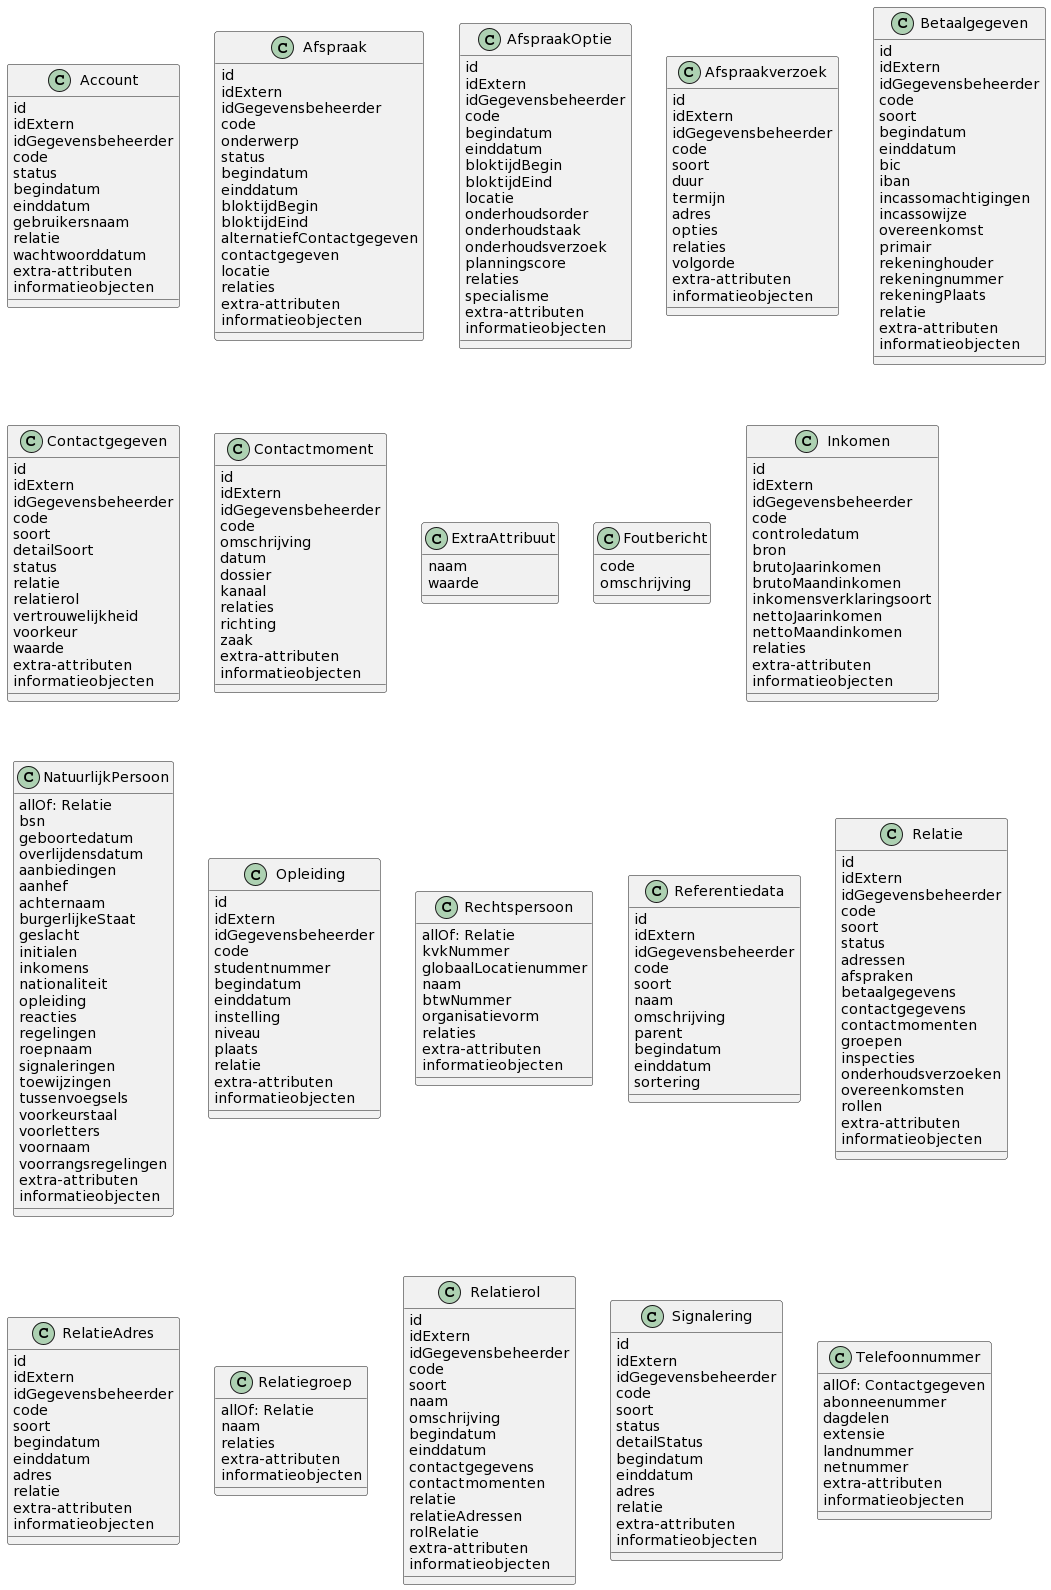 C Account
id
idExtern
idGegevensbeheerder
code
status
begindatum
einddatum
gebruikersnaam
relatie
wachtwoorddatum
extra-attributen
informatieobjecten
C Afspraak
id
idExtern
idGegevensbeheerder
code
onderwerp
status
begindatum
einddatum
bloktijdBegin
bloktijdEind
alternatiefContactgegeven
contactgegeven
locatie
relaties
extra-attributen
informatieobjecten
C AfspraakOptie
id
idExtern
idGegevensbeheerder
code
begindatum
einddatum
bloktijdBegin
bloktijdEind
locatie
onderhoudsorder
onderhoudstaak
onderhoudsverzoek
planningscore
relaties
specialisme
extra-attributen
informatieobjecten
C Afspraakverzoek
id
idExtern
idGegevensbeheerder
code
soort
duur
termijn
adres
opties
relaties
volgorde
extra-attributen
informatieobjecten
C Betaalgegeven
id
idExtern
idGegevensbeheerder
code
soort
begindatum
einddatum
bic
iban
incassomachtigingen
incassowijze
overeenkomst
primair
rekeninghouder
rekeningnummer
rekeningPlaats
relatie
extra-attributen
informatieobjecten
C Contactgegeven
id
idExtern
idGegevensbeheerder
code
soort
detailSoort
status
relatie
relatierol
vertrouwelijkheid
voorkeur
waarde
extra-attributen
informatieobjecten
C Contactmoment
id
idExtern
idGegevensbeheerder
code
omschrijving
datum
dossier
kanaal
relaties
richting
zaak
extra-attributen
informatieobjecten
C ExtraAttribuut
naam
waarde
C Foutbericht
code
omschrijving
C Inkomen
id
idExtern
idGegevensbeheerder
code
controledatum
bron
brutoJaarinkomen
brutoMaandinkomen
inkomensverklaringsoort
nettoJaarinkomen
nettoMaandinkomen
relaties
extra-attributen
informatieobjecten
C NatuurlijkPersoon
allOf: Relatie
bsn
geboortedatum
overlijdensdatum
aanbiedingen
aanhef
achternaam
burgerlijkeStaat
geslacht
initialen
inkomens
nationaliteit
opleiding
reacties
regelingen
roepnaam
signaleringen
toewijzingen
tussenvoegsels
voorkeurstaal
voorletters
voornaam
voorrangsregelingen
extra-attributen
informatieobjecten
C Opleiding
id
idExtern
idGegevensbeheerder
code
studentnummer
begindatum
einddatum
instelling
niveau
plaats
relatie
extra-attributen
informatieobjecten
C Rechtspersoon
allOf: Relatie
kvkNummer
globaalLocatienummer
naam
btwNummer
organisatievorm
relaties
extra-attributen
informatieobjecten
C Referentiedata
id
idExtern
idGegevensbeheerder
code
soort
naam
omschrijving
parent
begindatum
einddatum
sortering
C Relatie
id
idExtern
idGegevensbeheerder
code
soort
status
adressen
afspraken
betaalgegevens
contactgegevens
contactmomenten
groepen
inspecties
onderhoudsverzoeken
overeenkomsten
rollen
extra-attributen
informatieobjecten
C RelatieAdres
id
idExtern
idGegevensbeheerder
code
soort
begindatum
einddatum
adres
relatie
extra-attributen
informatieobjecten
C Relatiegroep
allOf: Relatie
naam
relaties
extra-attributen
informatieobjecten
C Relatierol
id
idExtern
idGegevensbeheerder
code
soort
naam
omschrijving
begindatum
einddatum
contactgegevens
contactmomenten
relatie
relatieAdressen
rolRelatie
extra-attributen
informatieobjecten
C Signalering
id
idExtern
idGegevensbeheerder
code
soort
status
detailStatus
begindatum
einddatum
adres
relatie
extra-attributen
informatieobjecten
C Telefoonnummer
allOf: Contactgegeven
abonneenummer
dagdelen
extensie
landnummer
netnummer
extra-attributen
informatieobjecten